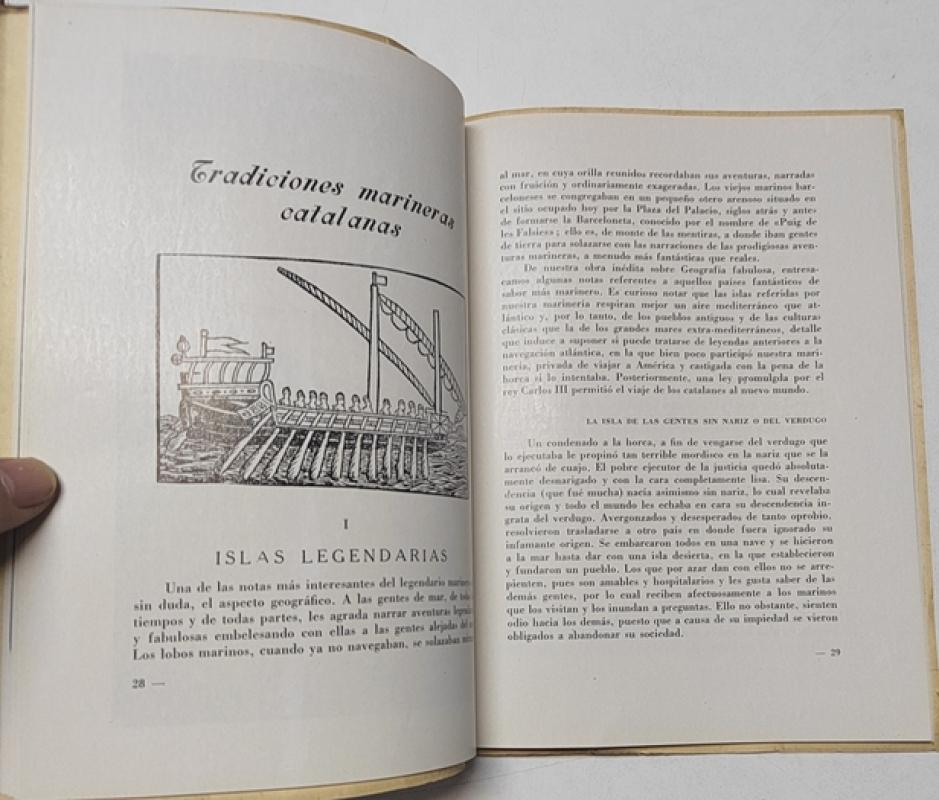 Tradiciones marineras
catalanas
I
ISLAS LEGENDARIAS
Una de las notas más interesantes del legendario
sin duda, el aspecto geográfico. A las gentes de mar, de
tiempos y de todas partes, les agrada narrar aventuras
y fabulosas embelesando con ellas a las gentes alejadas del
Los lobos marinos, cuando ya no navegaban, se solazaban
28 —
al mar, en cuya orilla reunidos recordaban sus aventuras, narradas
con fruición y ordinariamente exageradas. Los viejos marinos bar-
celoneses se congregaban en un pequeño otero arenoso situado en
el sitio ocupado hoy por la Plaza del Palacio, siglos atrás y antes
de formarse la Barceloneta, conocido por el nombre de «Puig de
les Falsies»; ello es, de monte de las mentiras, a donde iban gentes
de tierra para solazarse con las narraciones de las prodigiosas aven-
turas marineras, a menudo más fantásticas que reales.
De nuestra obra inédita sobre Geografía fabulosa, entresa-
camos algunas notas referentes a aquellos países fantásticos de
sabor más marinero. Es curioso notar que las islas referidas por
nuestra marinería respiran mejor un aire mediterráneo que at-
lántico y, por lo tanto, de los pueblos antiguos y de las culturas
clásicas que la de los grandes mares extra-mediterráneos, detalle
que induce a suponer si puede tratarse de leyendas anteriores a la
navegación atlántica, en la que bien poco participó nuestra mari-
nería, privada de viajar a América y castigada con la pena de la
horca si lo intentaba. Posteriormente, una ley promulgda por el
rey Carlos III permitió el viaje de los catalanes al nuevo mundo.
LA ISLA DE LAS GENTES SIN NARIZ O DEL VERDUGO
Un condenado a la horca, a fin de vengarse del verdugo que
lo ejecutaba le propinó tan terrible mordisco en la nariz que se la
arrancó de cuajo. El pobre ejecutor de la justicia quedó absoluta-
mente desnarigado y con la cara completamente lisa. Su descen-
dencia (que fué mucha) nacía asimismo sin nariz, lo cual revelaba
su origen y todo el mundo les echaba en cara su descendencia in-
grata del verdugo. Avergonzados y desesperados de tanto oprobio,
resolvieron trasladarse a otro país en donde fuera ignorado su
infamante origen. Se embarcaron todos en una nave y se hicieron
a la mar hasta dar con una isla desierta, en la que establecieron
y fundaron un pueblo. Los que por azar dan con ellos no se arre-
pienten, pues son amables y hospitalarios y les gusta saber de las
demás gentes, por lo cual reciben afectuosamente a los marinos
que los visitan y los inundan a preguntas. Ello no obstante, sienten
odio hacia los demás, puesto que a causa de su impiedad se vieron
obligados a abandonar su sociedad.
— 29